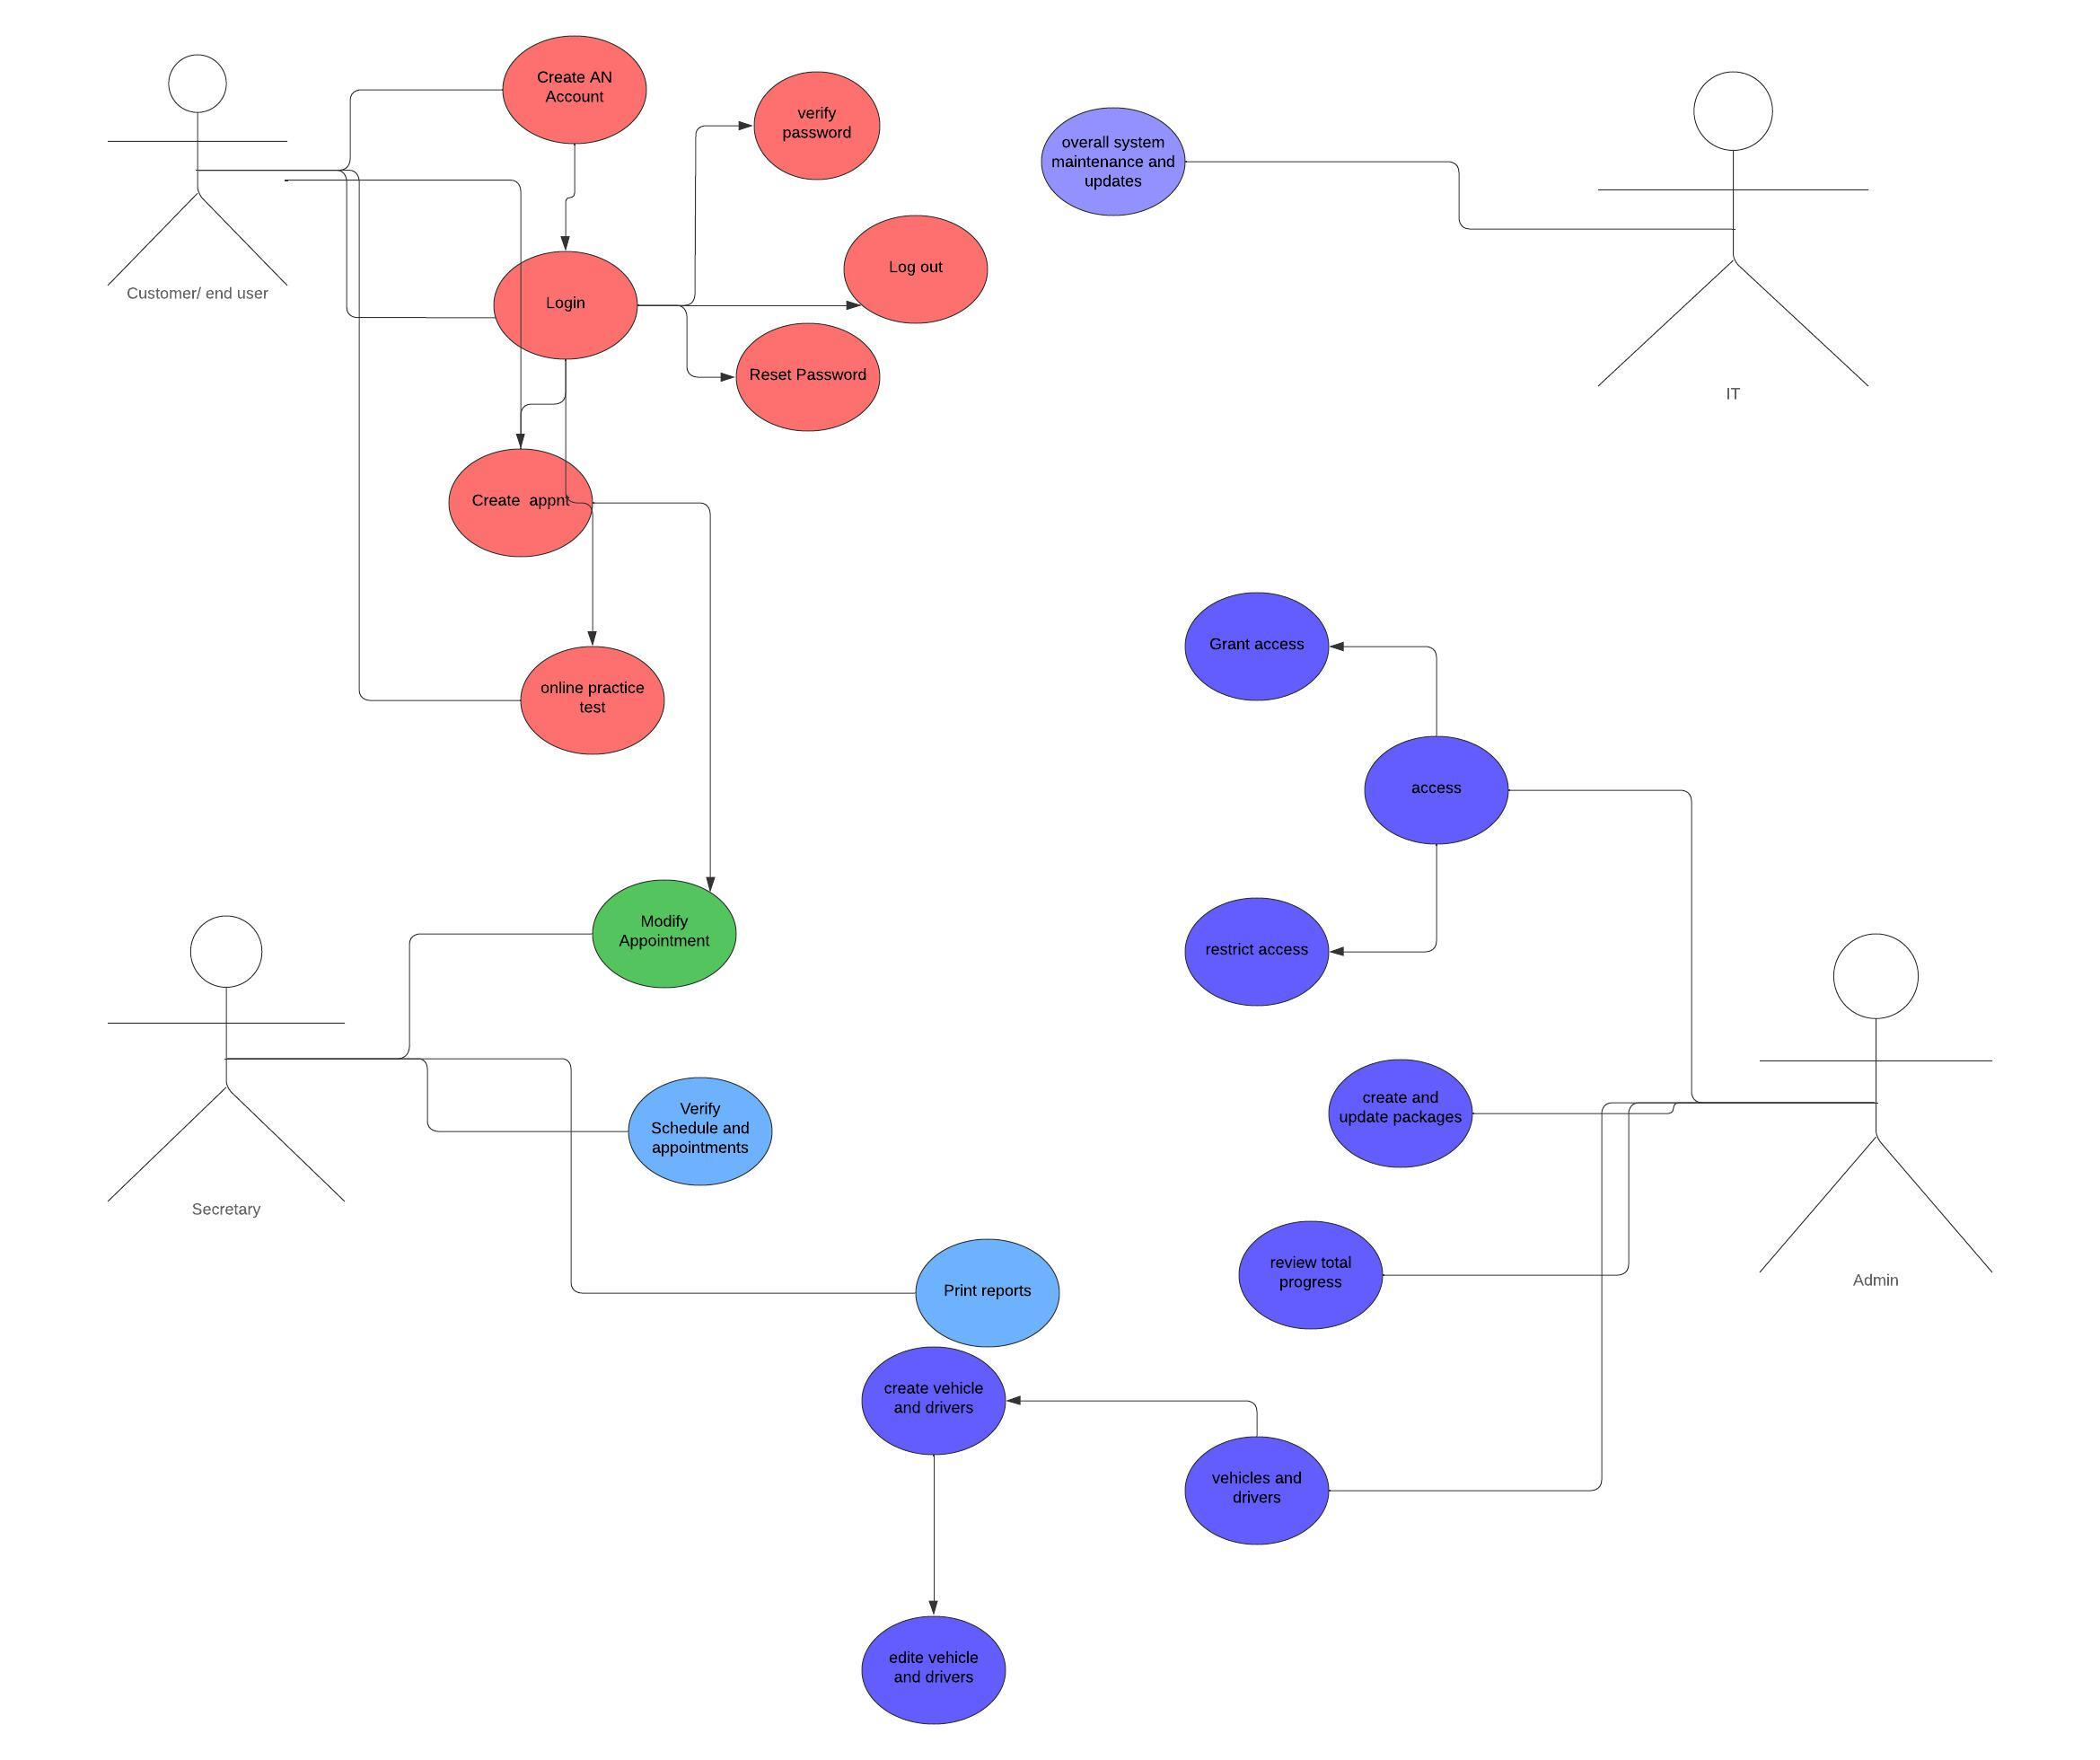 Create AN
Account
verify
password
overall system
maintenance and
updates
Log out
Customer/ end user
Login
Reset Password
IT
Create  appnt
Grant access
online practice
test
access
Modify
Appointment
restrict access
Verify
Schedule and
appointments
create and
update packages
Secretary
review total
progress
Admin
Print reports
create vehicle
and drivers
vehicles and
drivers
edite vehicle
and drivers